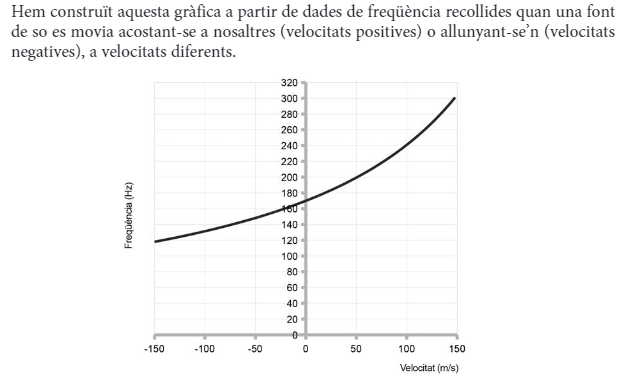 Hem construït aquesta gràfica a partir de dades de freqüència recollides quan una font
de so es movia acostant-se a nosaltres (velocitats positives) o allunyant-se’n (velocitats
negatives), a velocitats diferents.
320
300
280
260
240
220
200
180
160
140
120
100
80
60
40
20
0
Freqüència (Hz)
-150 -100 -50 0 50 100 150
Velocitat (m/s)